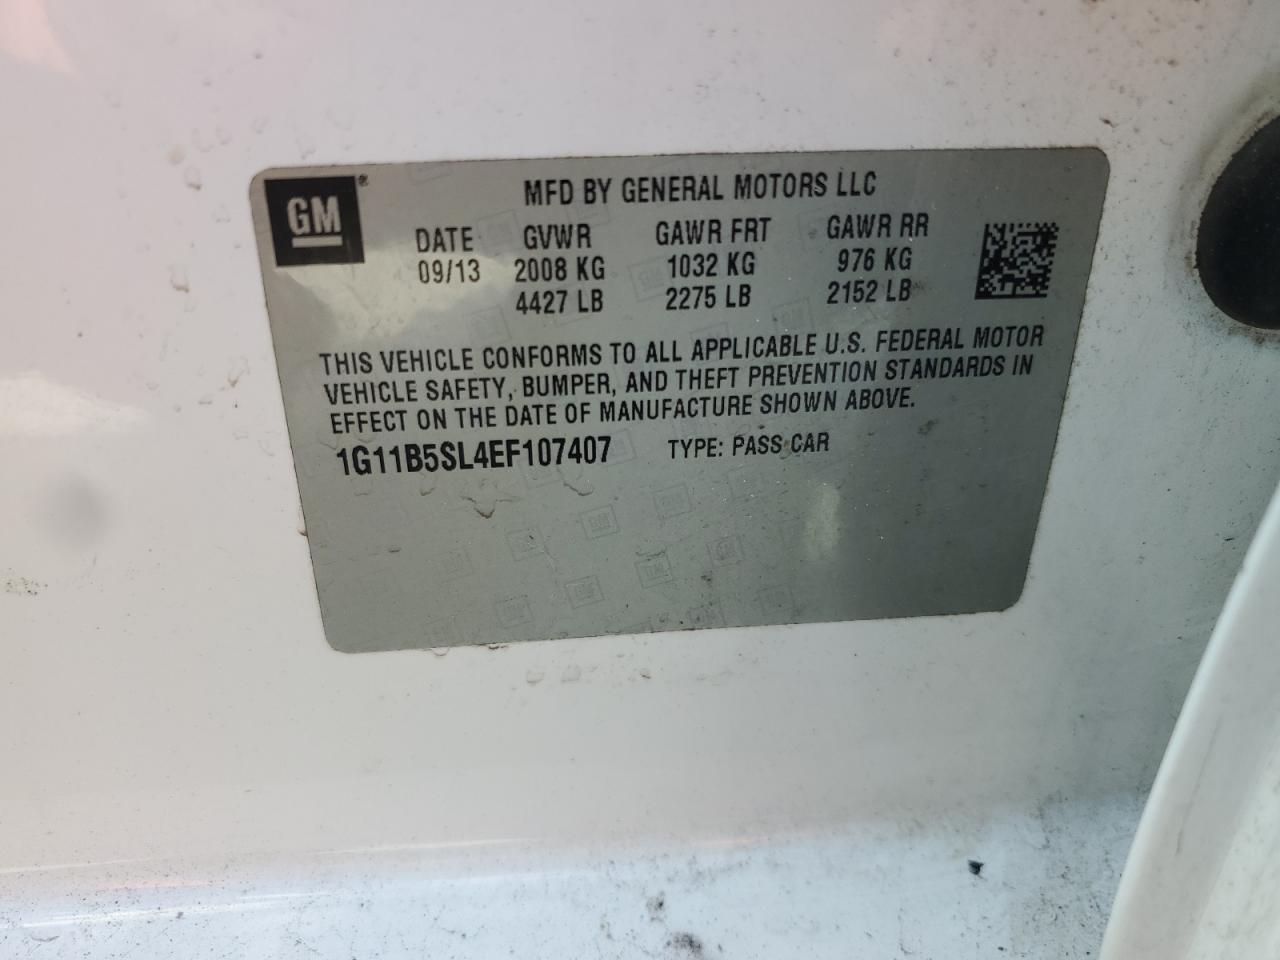 GM®
MFD BY GENERAL MOTORS LLC
DATE GVWR GAWR FRT GAWR RR
09/13 2008 KG 1032 KG 976 KG
4427 LB 2275 LB 2152 LB
THIS VEHICLE CONFORMS TO ALL APPLICABLE U.S. FEDERAL MOTOR
VEHICLE SAFETY, BUMPER, AND THEFT PREVENTION STANDARDS IN
EFFECT ON THE DATE OF MANUFACTURE SHOWN ABOVE.
1G11B5SL4EF107407 TYPE: PASS CAR